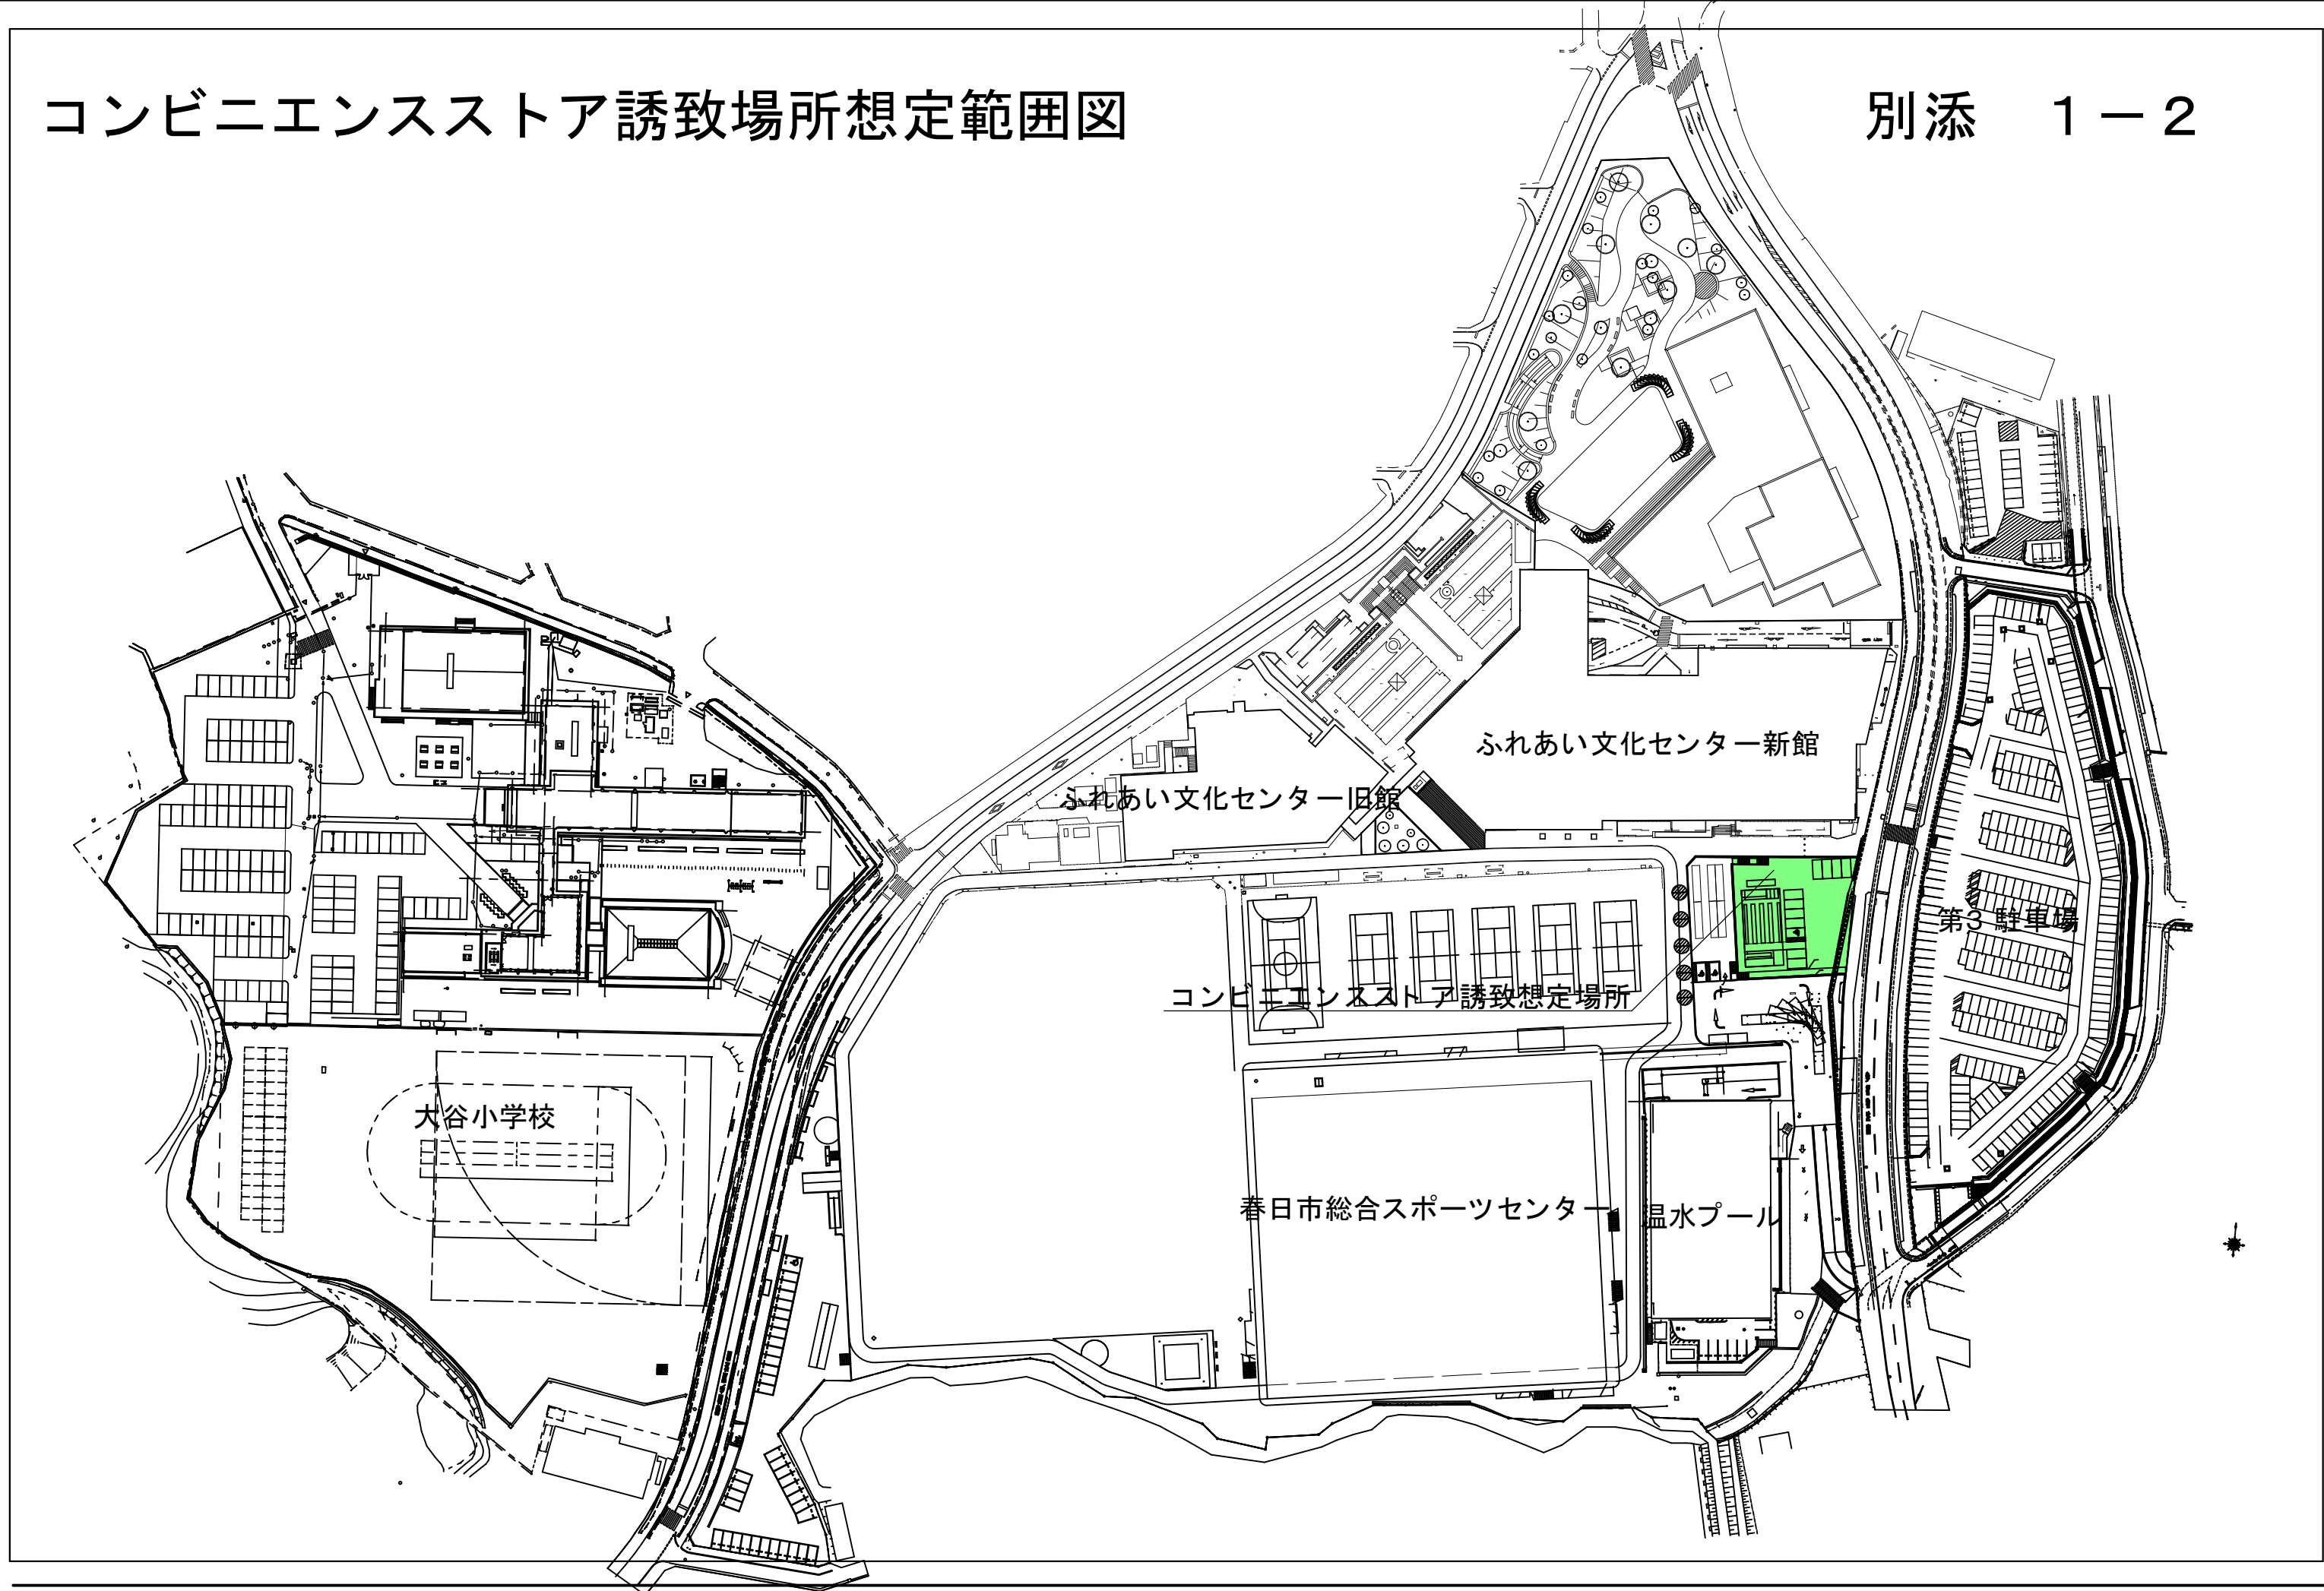 コンビニエンスストア誘致場所想定範囲図
別添　１－２
ふれあい文化センター新館
ふれあい文化センター旧館
第3 駐車場
コンビニエンスストア誘致想定場所
大谷小学校
春日市総合スポーツセンター
温水プール